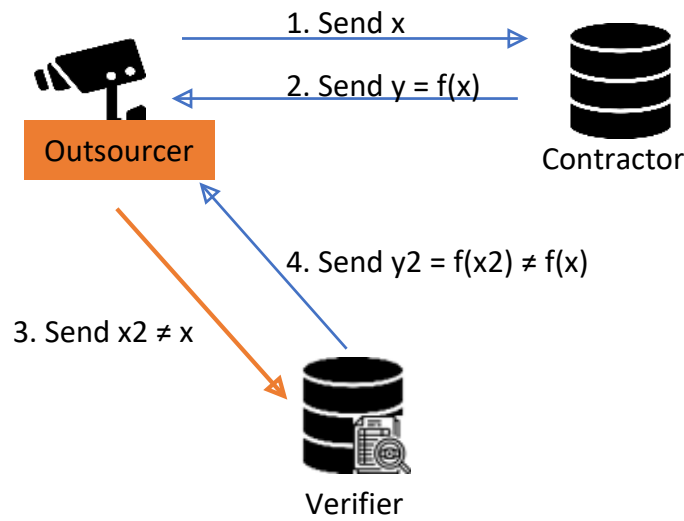 1. Send x
2. Send y = f(x)
Outsourcer
Contractor
4. Send y2 = f(x2) ≠ f(x)
3. Send x2 ≠ x
Verifier